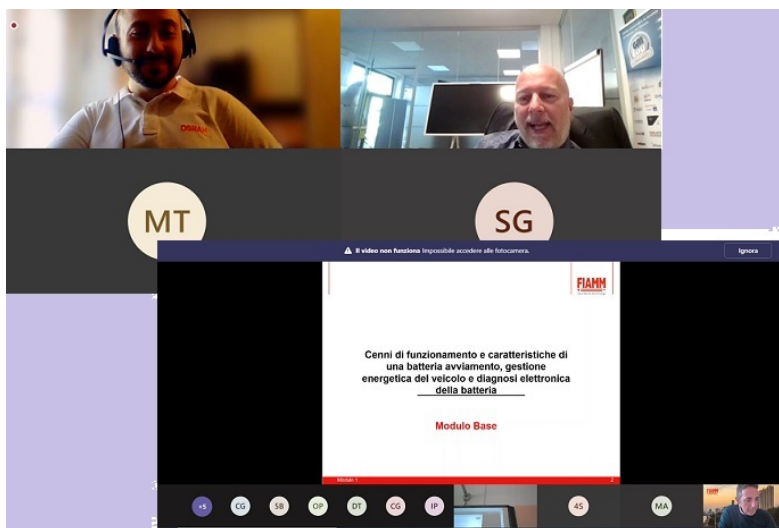 OSRAM
MT
SG
Il video non funziona Impossibile accedere alle fotocamera.
Ignora
FIAMM
Cenni di funzionamento e caratteristiche di
una batteria avviamento, gestione
energetica del veicolo e diagnosi elettronica
della batteria
Modulo Base
Modulo 1
2
+5
CG
SB
OP
DT
CG
IP
4S
MA
FIAMM